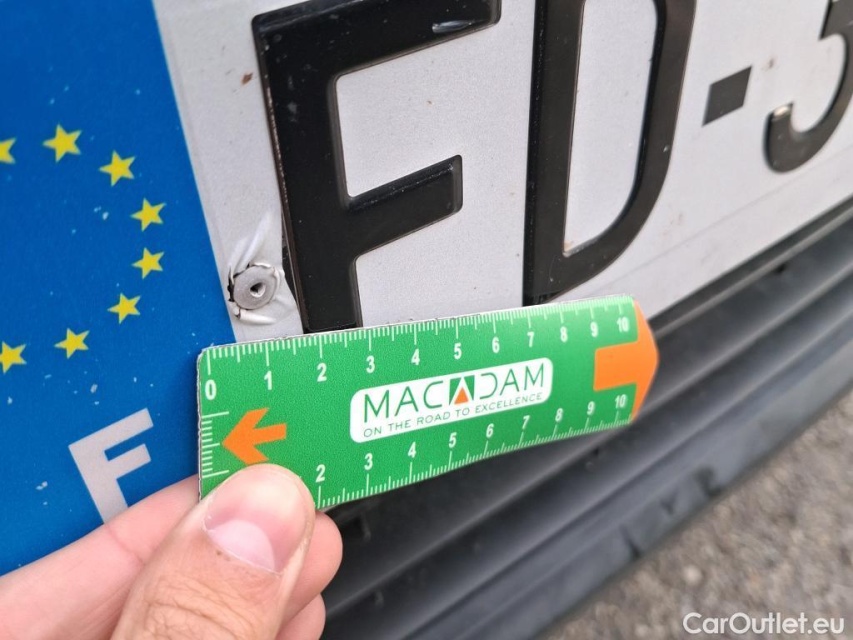 FD-3
F
0 1 2 3 4 5 6 7 8 9 10
MACADAM
ON THE ROAD TO EXCELLENCE
2 3 4 5 6 7 8 9 10
CarOutlet.eu